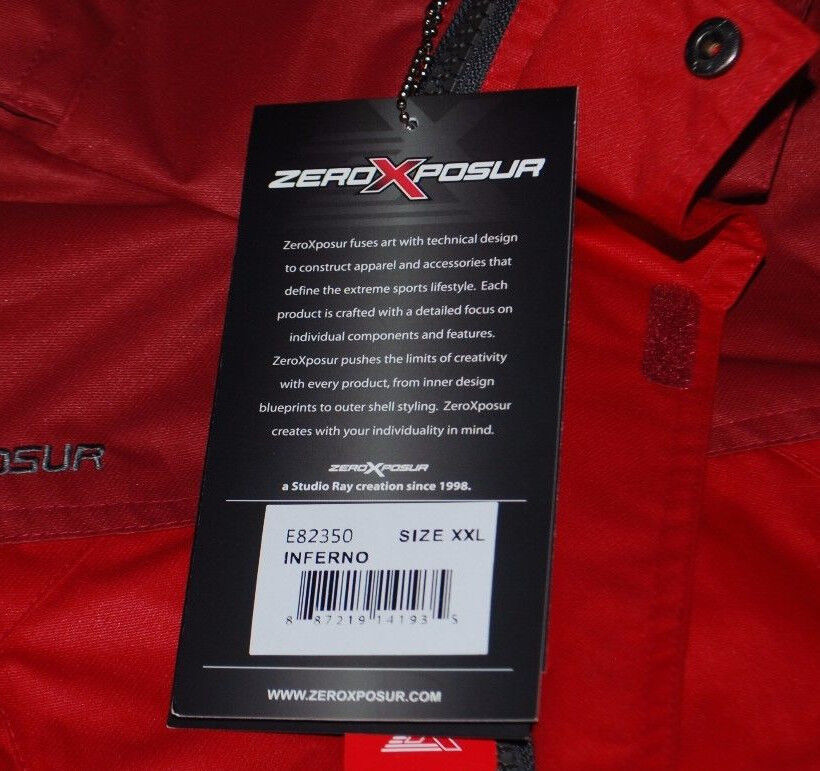 ZEROXPOSUR
ZeroXposur fuses art with technical design
to construct apparel and accessories that
define the extreme sports lifestyle. Each
product is crafted with a detailed focus on
individual components and features.
ZeroXposur pushes the limits of creativity
with every product, from inner design
blueprints to outer shell styling. ZeroXposur
creates with your individuality in mind.
ZEROXPOSUR
a Studio Ray creation since 1998.
E82350 SIZE XXL
INFERNO
8 87219 14193 5
WWW.ZEROXPOSUR.COM
OSUR